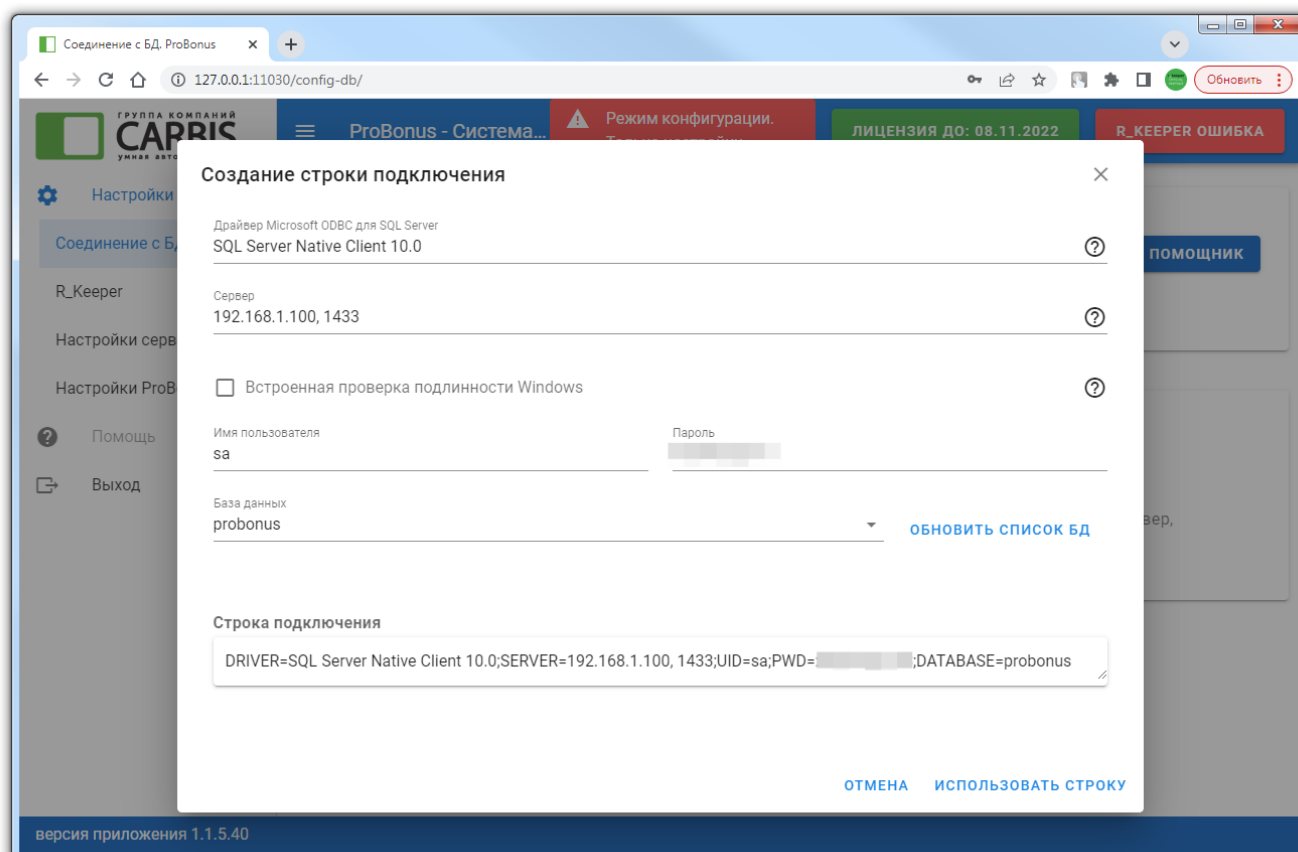 Соединение с БД. ProBonus
127.0.0.1:11030/config-db/
Обновить
ГРУППА КОМПАНИЙ
CARBIS
ProBonus - Система...
Режим конфигурации.
ЛИЦЕНЗИЯ ДО: 08.11.2022
R_KEEPER ОШИБКА
Настройки
Соединение с Б
R_Keeper
Настройки серв
Настройки ProB
Помощь
Выход
ПОМОЩНИК
вер,
Создание строки подключения
Драйвер Microsoft ODBC для SQL Server
SQL Server Native Client 10.0
Сервер
192.168.1.100, 1433
Встроенная проверка подлинности Windows
Имя пользователя
sa
Пароль
База данных
probonus
ОБНОВИТЬ СПИСОК БД
Строка подключения
DRIVER=SQL Server Native Client 10.0;SERVER=192.168.1.100, 1433;UID=sa;PWD= ;DATABASE=probonus
ОТМЕНА
ИСПОЛЬЗОВАТЬ СТРОКУ
версия приложения 1.1.5.40